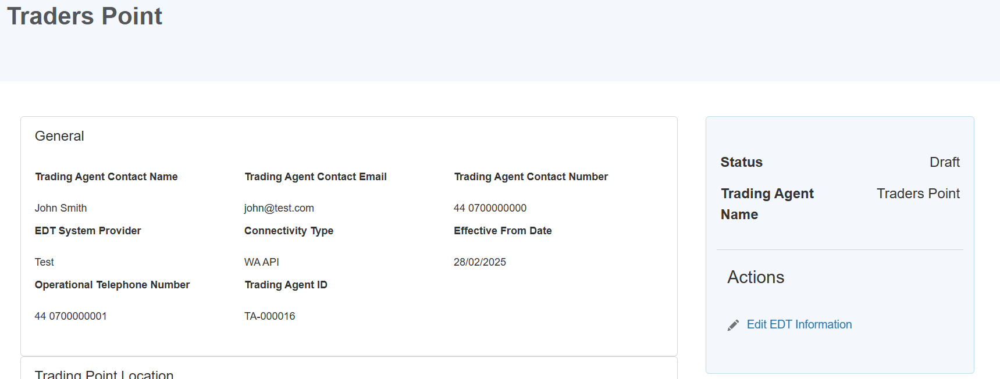 Traders Point
General
Trading Agent Contact Name Trading Agent Contact Email Trading Agent Contact Number
John Smith john@test.com 44 0700000000
EDT System Provider Connectivity Type Effective From Date
Test WA API 28/02/2025
Operational Telephone Number Trading Agent ID
44 0700000001 TA-000016
Trading Point Location
Status Draft
Trading Agent Traders Point
Name
Actions
Edit EDT Information